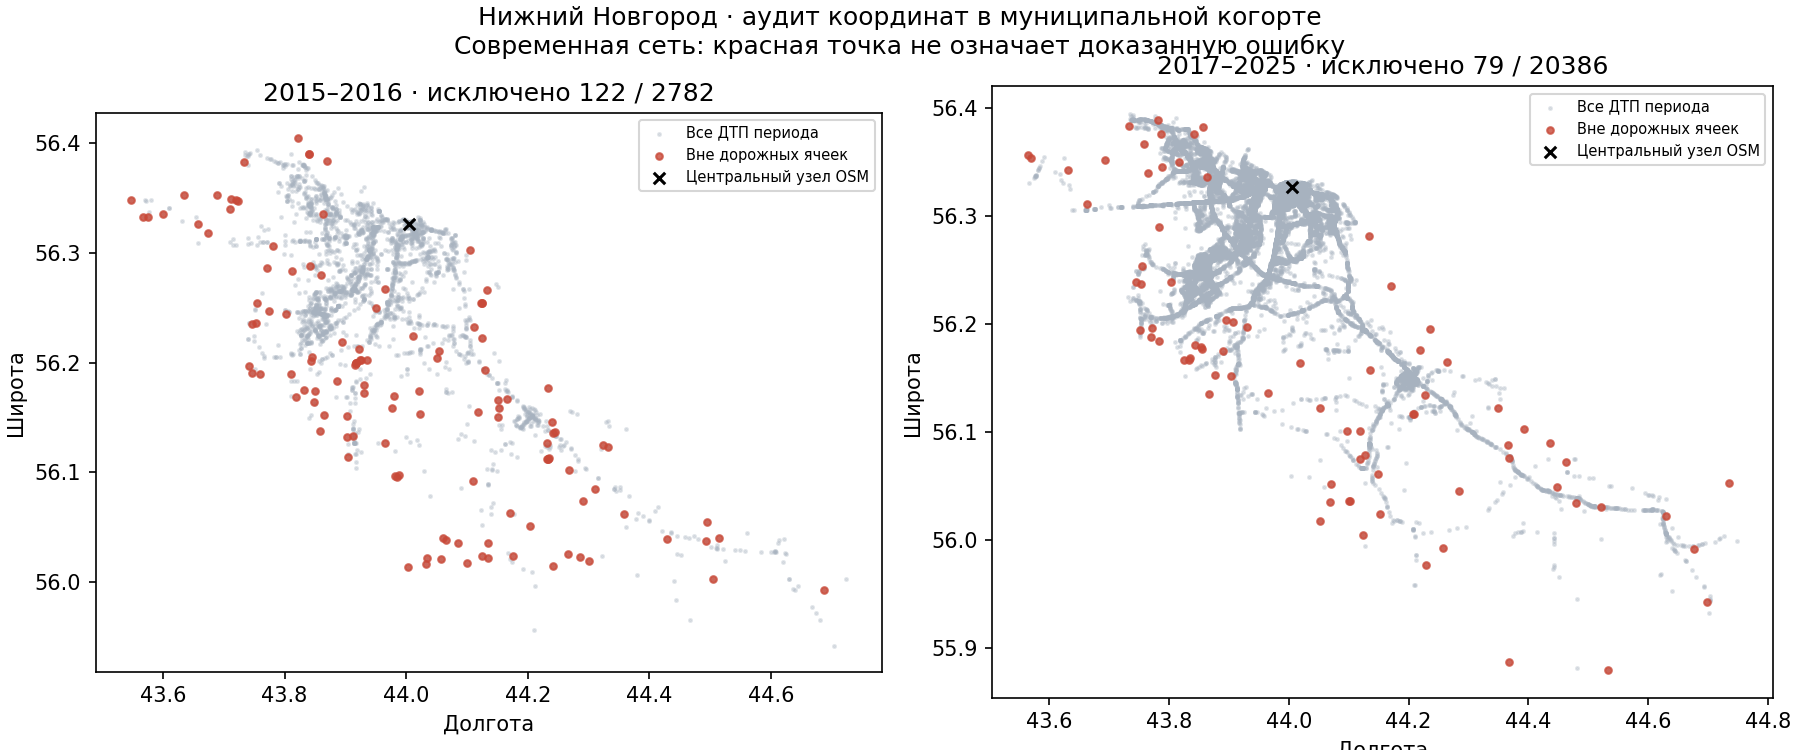 Нижний Новгород · аудит координат в муниципальной когорте
Современная сеть: красная точка не означает доказанную ошибку
2015–2016 · исключено 122 / 2782
Все ДТП периода
Вне дорожных ячеек
Центральный узел OSM
56.4
56.3
56.2
56.1
56.0
Широта
43.6 43.8 44.0 44.2 44.4 44.6
Долгота
2017–2025 · исключено 79 / 20386
Все ДТП периода
Вне дорожных ячеек
Центральный узел OSM
56.4
56.3
56.2
56.1
56.0
55.9
Широта
43.6 43.8 44.0 44.2 44.4 44.6 44.8
Долгота